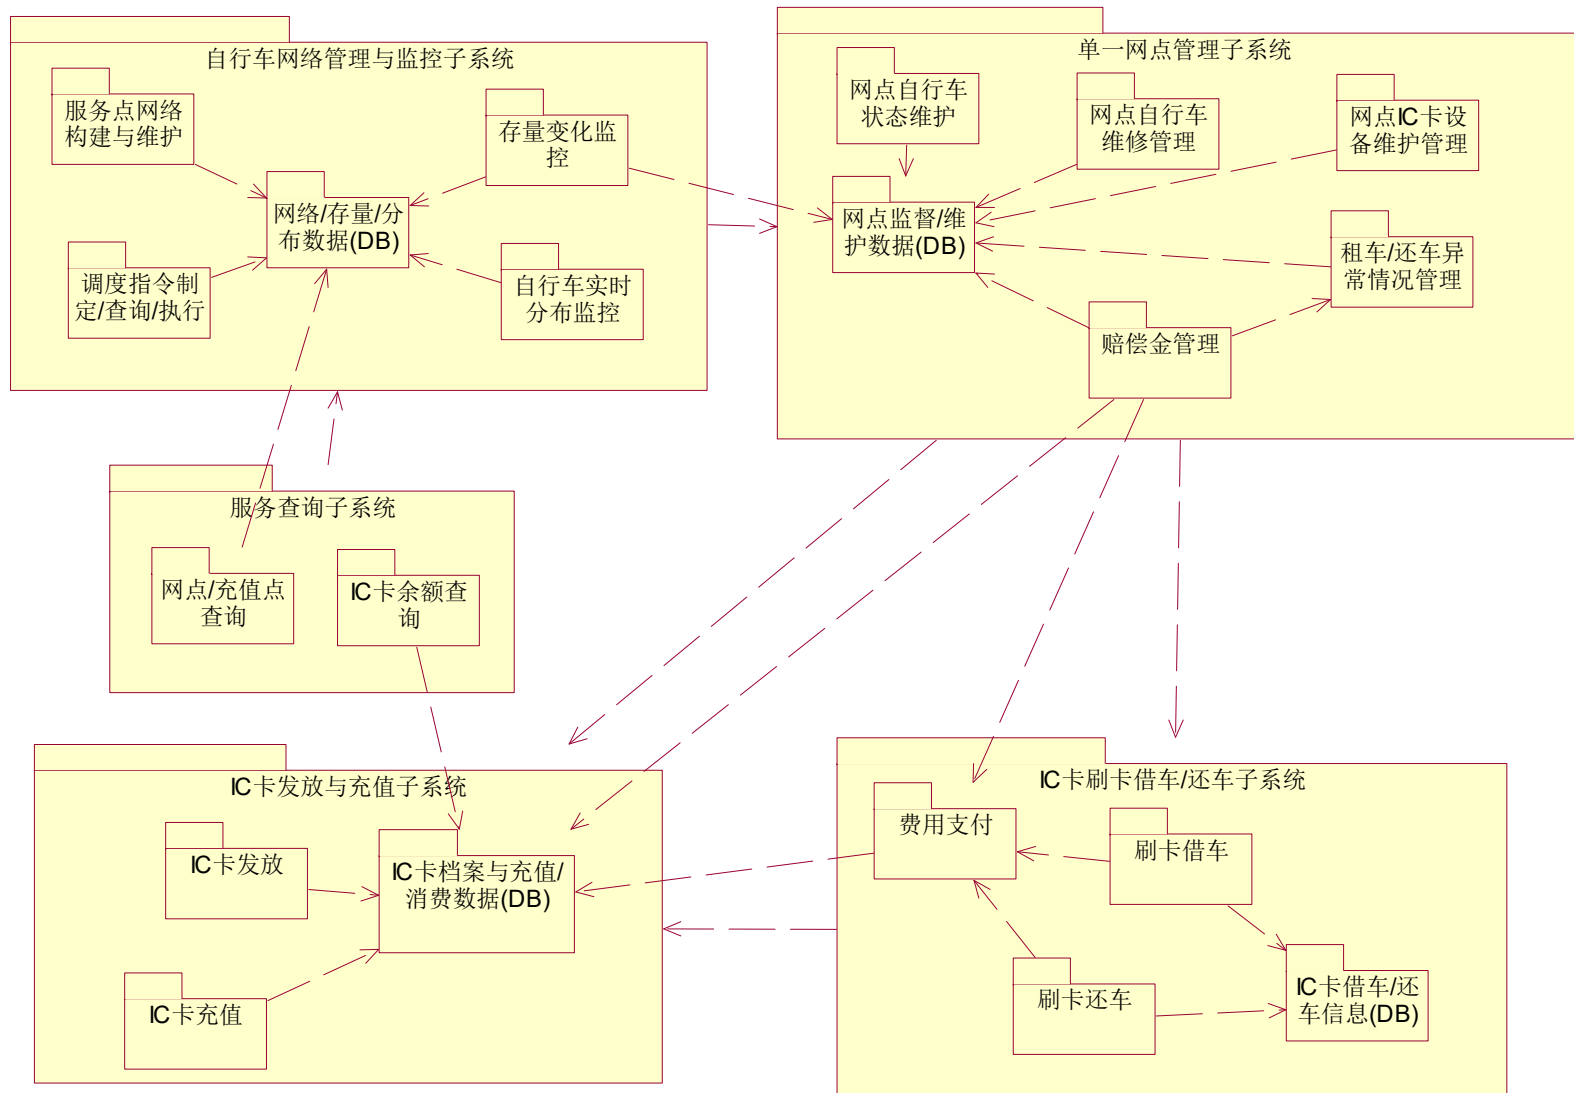 自行车网络管理与监控子系统
服务点网络
构建与维护
存量变化监
控
网络/存量/分
布数据(DB)
调度指令制
定/查询/执行
自行车实时
分布监控
单一网点管理子系统
网点自行车
状态维护
网点自行车
维修管理
网点IC卡设
备维护管理
网点监督/维
护数据(DB)
租车/还车异
常情况管理
赔偿金管理
服务查询子系统
网点/充值点
查询
IC卡余额查
询
IC卡发放与充值子系统
IC卡发放
IC卡档案与充值/
消费数据(DB)
IC卡充值
IC卡刷卡借车/还车子系统
费用支付
刷卡借车
刷卡还车
IC卡借车/还
车信息(DB)